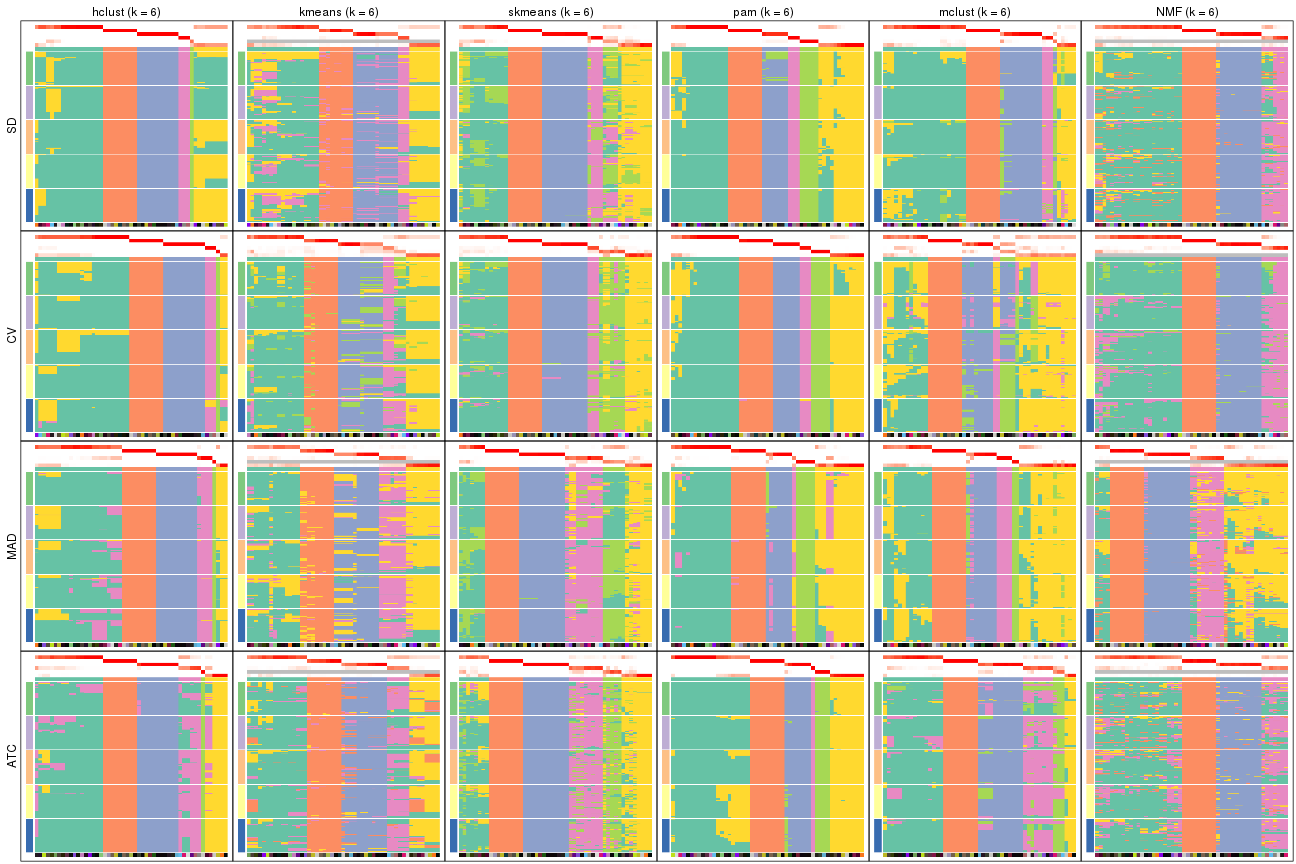 hclust (k = 6)
kmeans (k = 6)
skmeans (k = 6)
pam (k = 6)
mclust (k = 6)
NMF (k = 6)
SD
CV
MAD
ATC